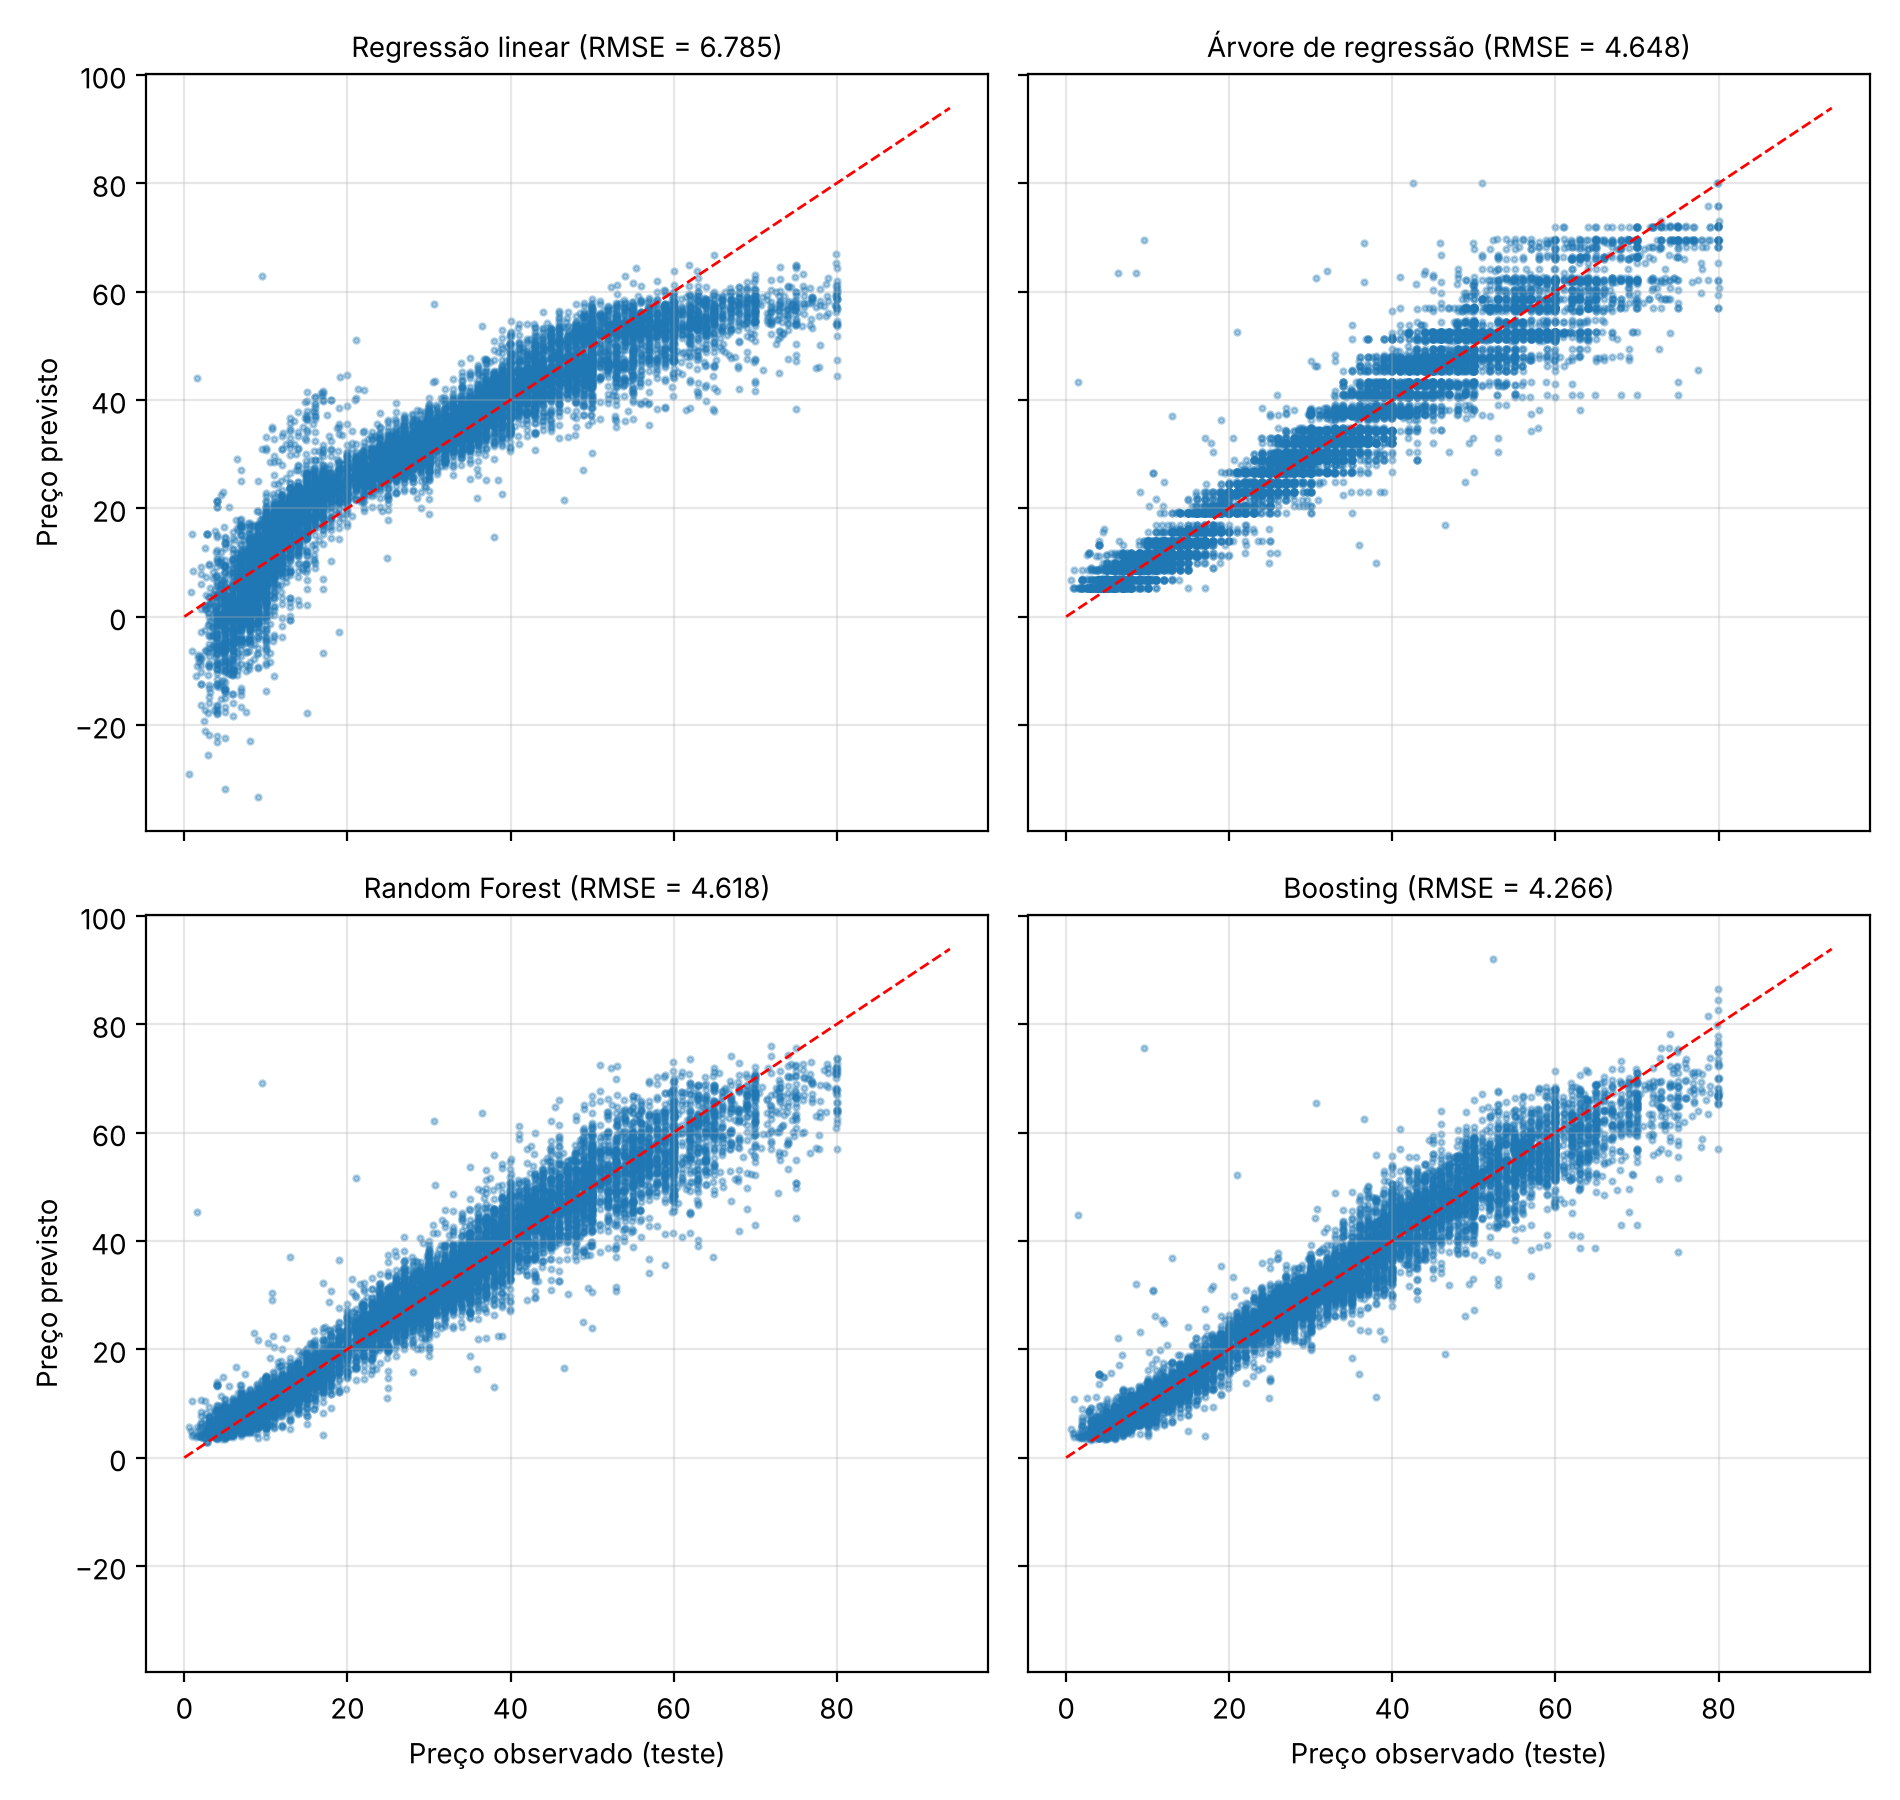 Regressão linear (RMSE = 6.785)
Árvore de regressão (RMSE = 4.648)
100
80
60
40
20
0
−20
Preço previsto
Random Forest (RMSE = 4.618)
Boosting (RMSE = 4.266)
100
80
60
40
20
0
−20
Preço previsto
0 20 40 60 80
0 20 40 60 80
Preço observado (teste)
Preço observado (teste)